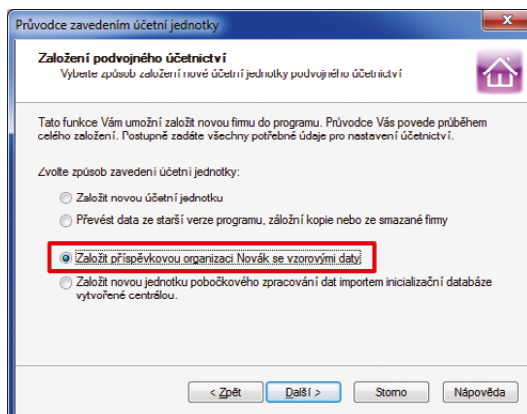 Průvodce zavedením účetní jednotky
Založení podvojného účetnictví
Vyberte způsob založení nové účetní jednotky podvojného účetnictví
Tato funkce Vám umožní založit novou firmu do programu. Průvodce Vás povede průběhem
celého založení. Postupně zadáte všechny potřebné údaje pro nastavení účetnictví.
Zvolte způsob zavedení účetní jednotky:
Založit novou účetní jednotku
Převést data ze starší verze programu, záložní kopie nebo ze smazané firmy
Založit příspěvkovou organizaci Novák se vzorovými daty
Založit novou jednotku pobočkového zpracování dat importem inicializační databáze
vytvořené centrálou.
< Zpět Další > Storno Nápověda